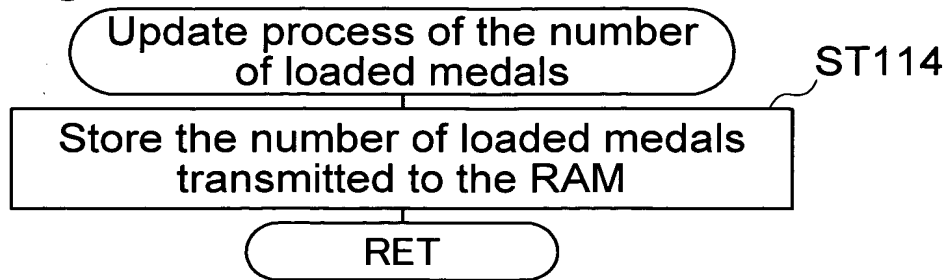 Update process of the number
of loaded medals
ST114
Store the number of loaded medals
transmitted to the RAM
RET